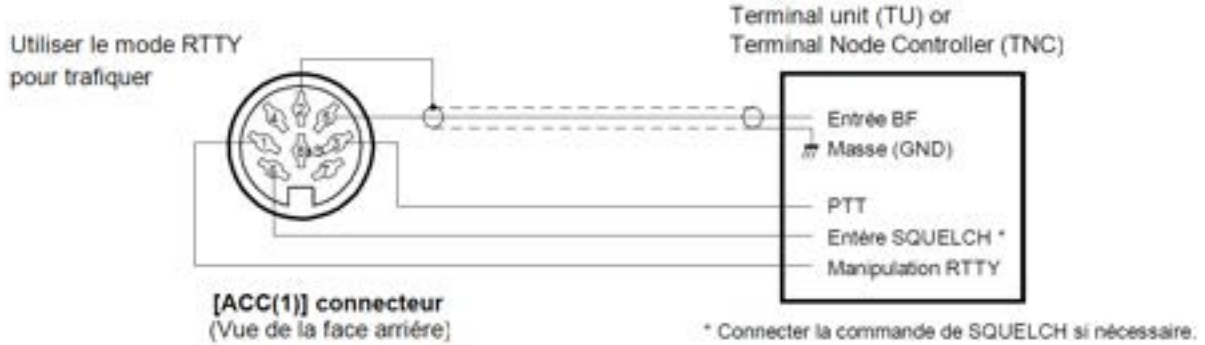 Utiliser le mode RTTY
pour trafiquer
Terminal unit (TU) or
Terminal Node Controller (TNC)
Entrée BF
Masse (GND)
PTT
Entére SQUELCH *
Manipulation RTTY
[ACC(1)] connecteur
(Vue de la face arriére)
* Connecter la commande de SQUELCH si nécessaire.